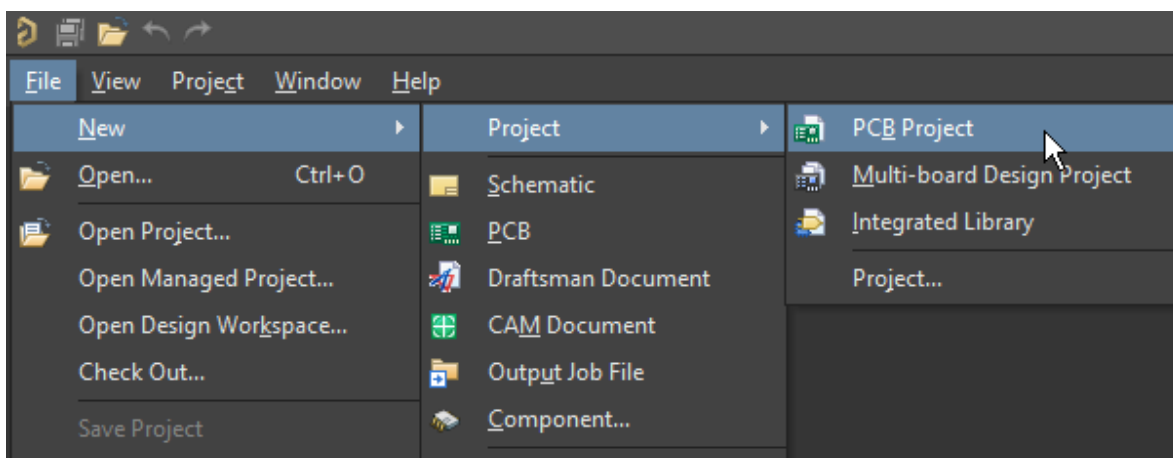 File View Project Window Help
New
Open... Ctrl+O
Open Project...
Open Managed Project...
Open Design Workspace...
Check Out...
Save Project
Project
Schematic
PCB
Draftsman Document
CAM Document
Output Job File
Component...
PCB Project
Multi-board Design Project
Integrated Library
Project...